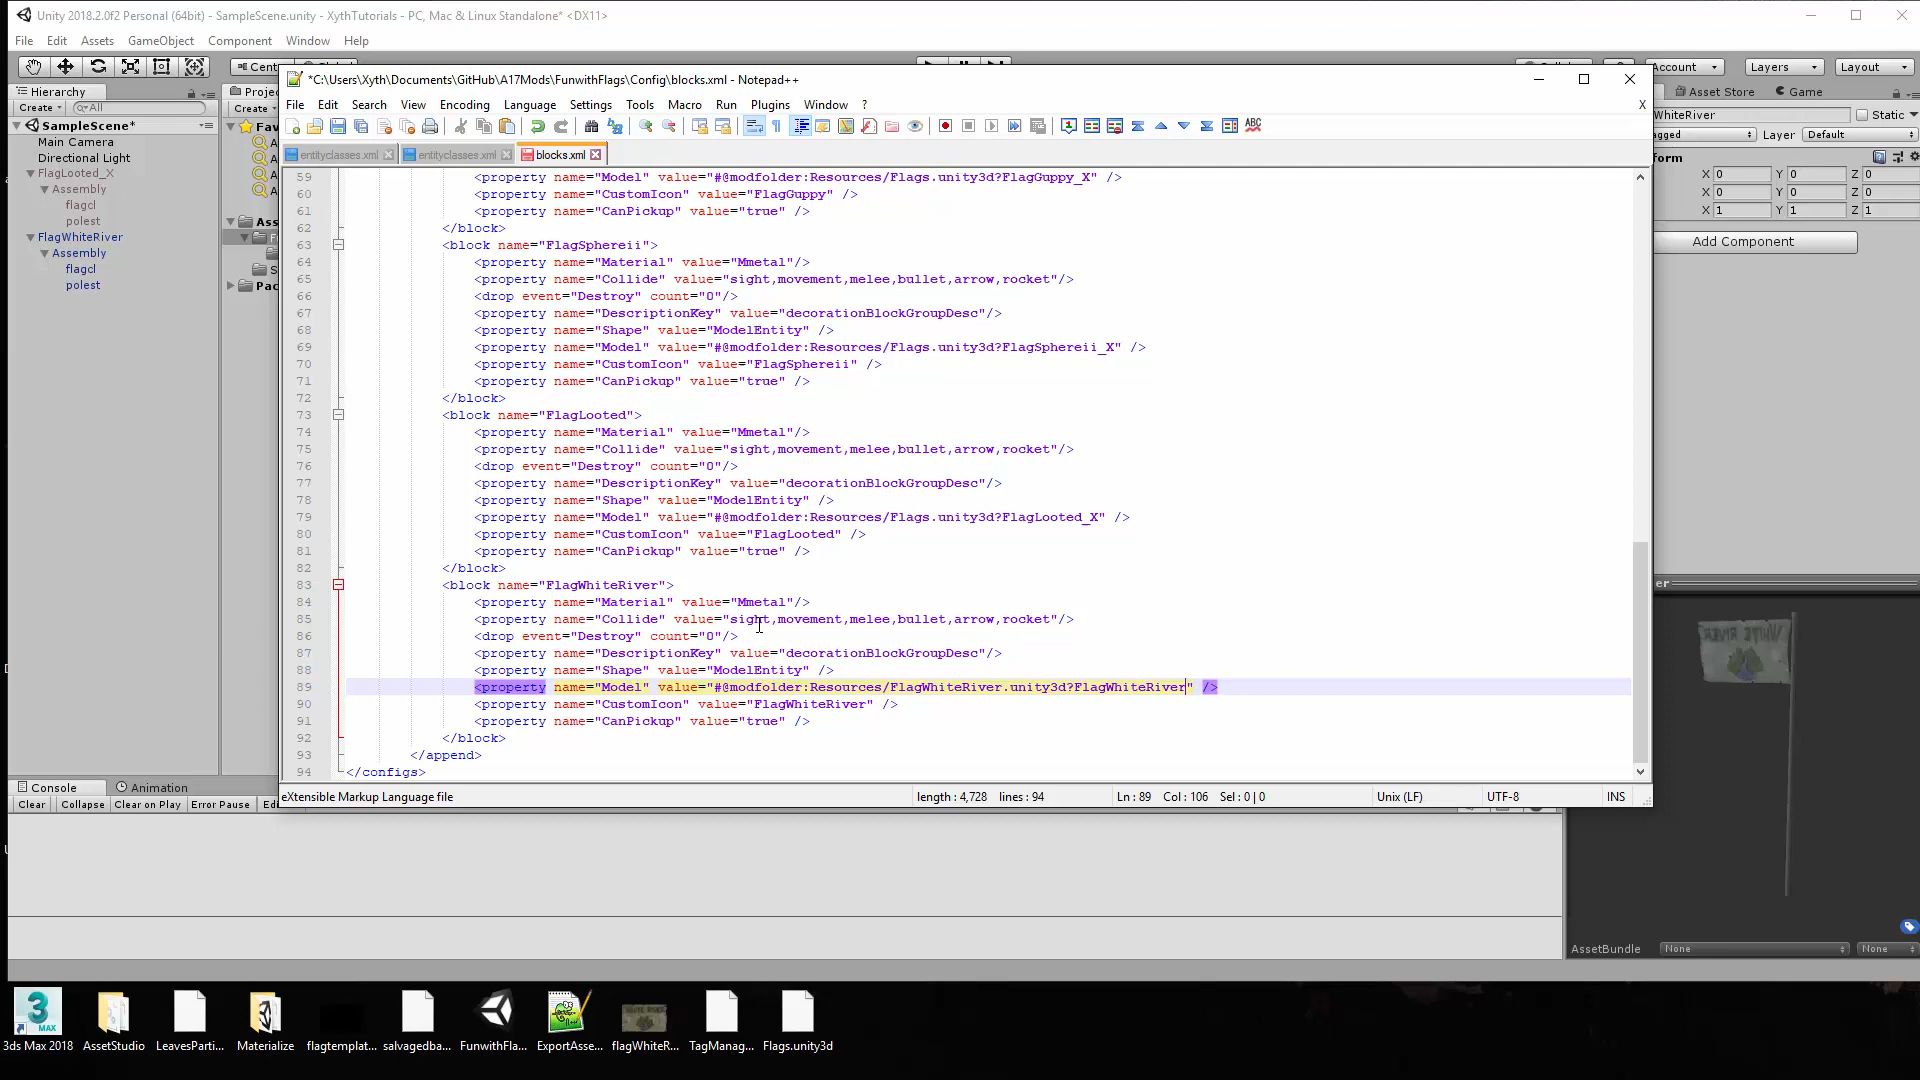 Unity 2018.2.0f2 Personal (64bit) - SampleScene.unity - XythTutorials - PC, Mac & Linux Standalone* <DX11>
File Edit Assets GameObject Component Window Help
Account Layers Layout
Hierarchy
Asset Store Game
Create All
Create
WhiteRiver Static
SampleScene*
Main Camera
Directional Light
FlagLooted_X
Assembly
flagcl
polest
FlagWhiteRiver
Assembly
flagcl
polest
Layer Default
X 0 Y 0 Z 0
X 0 Y 0 Z 0
X 1 Y 1 Z 1
Add Component
*C:\Users\Xyth\Documents\GitHub\A17Mods\FunwithFlags\Config\blocks.xml - Notepad++
File Edit Search View Encoding Language Settings Tools Macro Run Plugins Window ? X
entityclasses.xml entityclasses.xml blocks.xml
59 <property name="Model" value="#@modfolder:Resources/Flags.unity3d?FlagGuppy_X" />
60 <property name="CustomIcon" value="FlagGuppy" />
61 <property name="CanPickup" value="true" />
62 </block>
63 <block name="FlagSphereii">
64 <property name="Material" value="Mmetal"/>
65 <property name="Collide" value="sight,movement,melee,bullet,arrow,rocket"/>
66 <drop event="Destroy" count="0"/>
67 <property name="DescriptionKey" value="decorationBlockGroupDesc"/>
68 <property name="Shape" value="ModelEntity" />
69 <property name="Model" value="#@modfolder:Resources/Flags.unity3d?FlagSphereii_X" />
70 <property name="CustomIcon" value="FlagSphereii" />
71 <property name="CanPickup" value="true" />
72 </block>
73 <block name="FlagLooted">
74 <property name="Material" value="Mmetal"/>
75 <property name="Collide" value="sight,movement,melee,bullet,arrow,rocket"/>
76 <drop event="Destroy" count="0"/>
77 <property name="DescriptionKey" value="decorationBlockGroupDesc"/>
78 <property name="Shape" value="ModelEntity" />
79 <property name="Model" value="#@modfolder:Resources/Flags.unity3d?FlagLooted_X" />
80 <property name="CustomIcon" value="FlagLooted" />
81 <property name="CanPickup" value="true" />
82 </block>
83 <block name="FlagWhiteRiver">
84 <property name="Material" value="Mmetal"/>
85 <property name="Collide" value="sight,movement,melee,bullet,arrow,rocket"/>
86 <drop event="Destroy" count="0"/>
87 <property name="DescriptionKey" value="decorationBlockGroupDesc"/>
88 <property name="Shape" value="ModelEntity" />
89 <property name="Model" value="#@modfolder:Resources/FlagWhiteRiver.unity3d?FlagWhiteRiver" />
90 <property name="CustomIcon" value="FlagWhiteRiver" />
91 <property name="CanPickup" value="true" />
92 </block>
93 </append>
94 </configs>
eXtensible Markup Language file length : 4,728 lines : 94 Ln : 89 Col : 106 Sel : 0 | 0 Unix (LF) UTF-8 INS
Console Animation
Clear Collapse Clear on Play Error Pause
WHITE RIVER
AssetBundle None None
3ds Max 2018 AssetStudio LeavesParti... Materialize flagtemplat... salvagedba... FunwithFla... ExportAsse... flagWhiteR... TagManag... Flags.unity3d